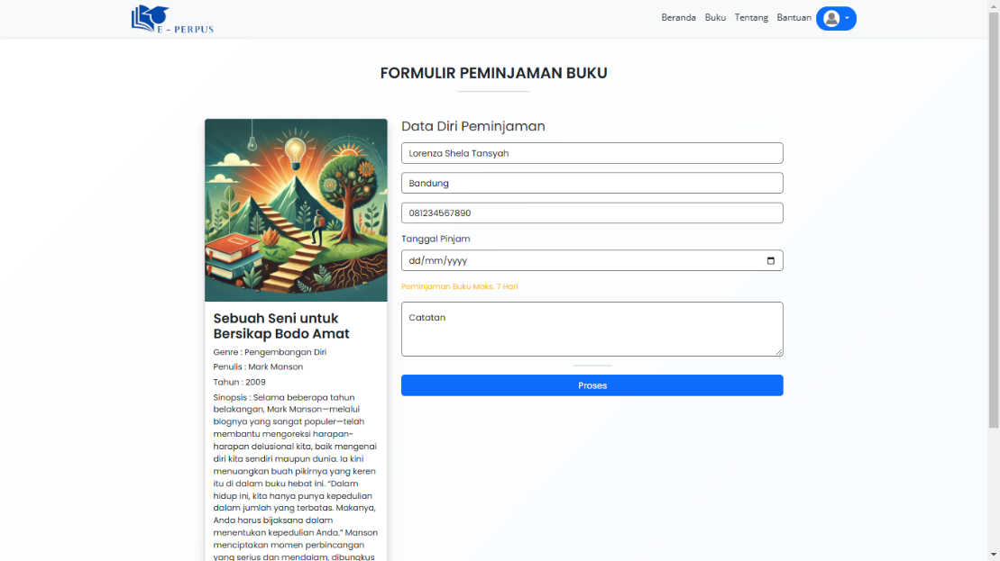 E - PERPUS
Beranda Buku Tentang Bantuan
FORMULIR PEMINJAMAN BUKU
Sebuah Seni untuk
Bersikap Bodo Amat
Genre : Pengembangan Diri
Penulis : Mark Manson
Tahun : 2009
Sinopsis : Selama beberapa tahun
belakangan, Mark Manson—melalui
blognya yang sangat populer—telah
membantu mengoreksi harapan-
harapan delusional kita, baik mengenai
diri kita sendiri maupun dunia. Ia kini
menuangkan buah pikirnya yang keren
itu di dalam buku hebat ini. “Dalam
hidup ini, kita hanya punya kepedulian
dalam jumlah yang terbatas. Makanya,
Anda harus bijaksana dalam
menentukan kepedulian Anda.” Manson
menciptakan momen perbincangan
yang serius dan mendalam, dibungkus
Data Diri Peminjaman
Lorenza Shela Tansyah
Bandung
081234567890
Tanggal Pinjam
dd/mm/yyyy
Peminjaman Buku Maks. 7 Hari
Catatan
Proses